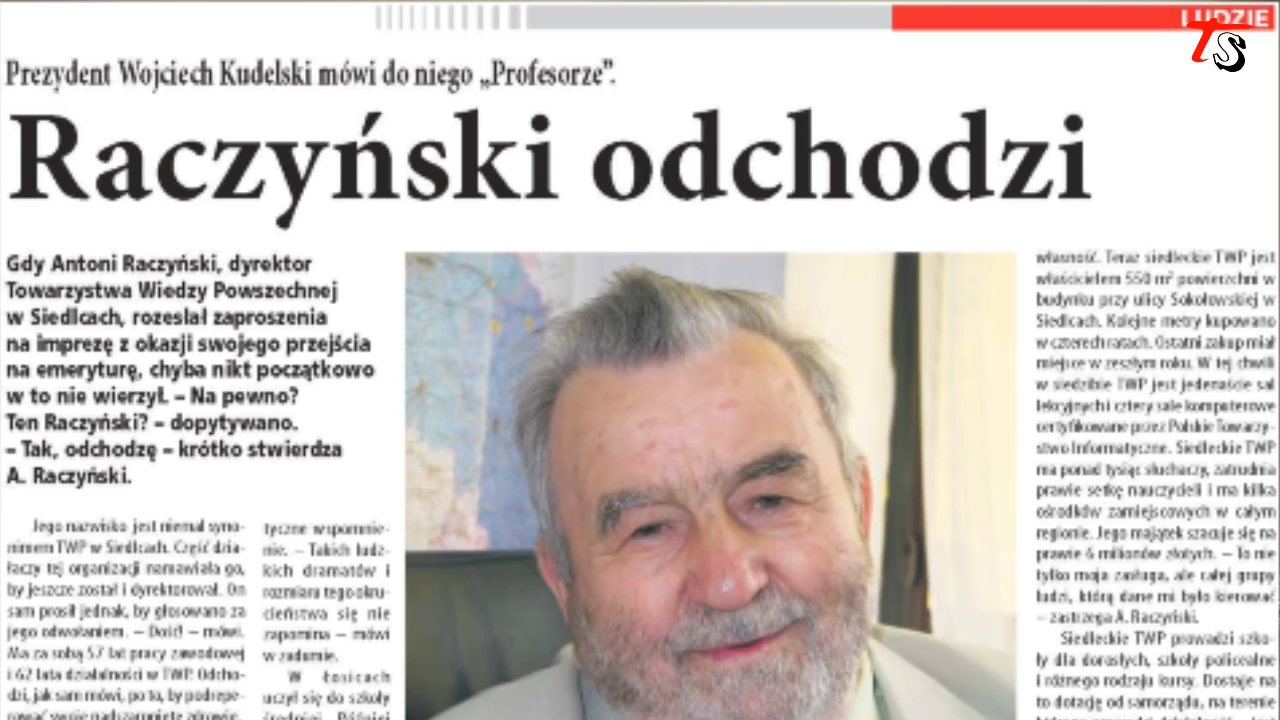 LUDZIE
TS
Prezydent Wojciech Kudelski mówi do niego „Profesorze”.
Raczyński odchodzi
Gdy Antoni Raczyński, dyrektor
Towarzystwa Wiedzy Powszechnej
w Siedlcach, rozesłał zaproszenia
na imprezę z okazji swojego przejścia
na emeryturę, chyba nikt początkowo
w to nie wierzył. – Na pewno?
Ten Raczyński? – dopytywano.
– Tak, odchodzę – krótko stwierdza
A. Raczyński.
Jego nazwisko jest niemal syno-
nimem TWP w Siedlcach. Część dzia-
łaczy tej organizacji namawiała go,
by jeszcze został i dyrektorował. On
sam prosił jednak, by głosowano za
jego odwołaniem. – Dość! – mówi.
Ma za sobą 57 lat pracy zawodowej
i 62 lata działalności w TWP. Odcho-
dzi, jak sam mówi, po to, by podrepe-
rować swoje nadszarpnięte zdrowie.
tyczne wspomnie-
nie. – Takich ludz-
kich dramatów i
rozmiaru tego okru-
cieństwa się nie
zapomina – mówi
w zadumie.
W Łosicach
uczył się do szkoły
średniej. Później
własność. Teraz siedleckie TWP jest
właścicielem 550 m² powierzchni w
budynku przy ulicy Sokołowskiej w
Siedlcach. Kolejne metry kupowano
w czterech ratach. Ostatni zakup miał
miejsce w zeszłym roku. W tej chwili
w siedzibie TWP jest jedenaście sal
lekcyjnych i cztery sale komputerowe
certyfikowane przez Polskie Towarzy-
stwo Informatyczne. Siedleckie TWP
ma ponad tysiąc słuchaczy, zatrudnia
prawie setkę nauczycieli i ma kilka
ośrodków zamiejscowych w całym
regionie. Jego majątek szacuje się na
prawie 6 milionów złotych. – To nie
tylko moja zasługa, ale całej grupy
ludzi, którą dane mi było kierować
– zastrzega A. Raczyński.
Siedleckie TWP prowadzi szko-
ły dla dorosłych, szkoły policealne
i różnego rodzaju kursy. Dostaje na
to dotację od samorządu, na terenie